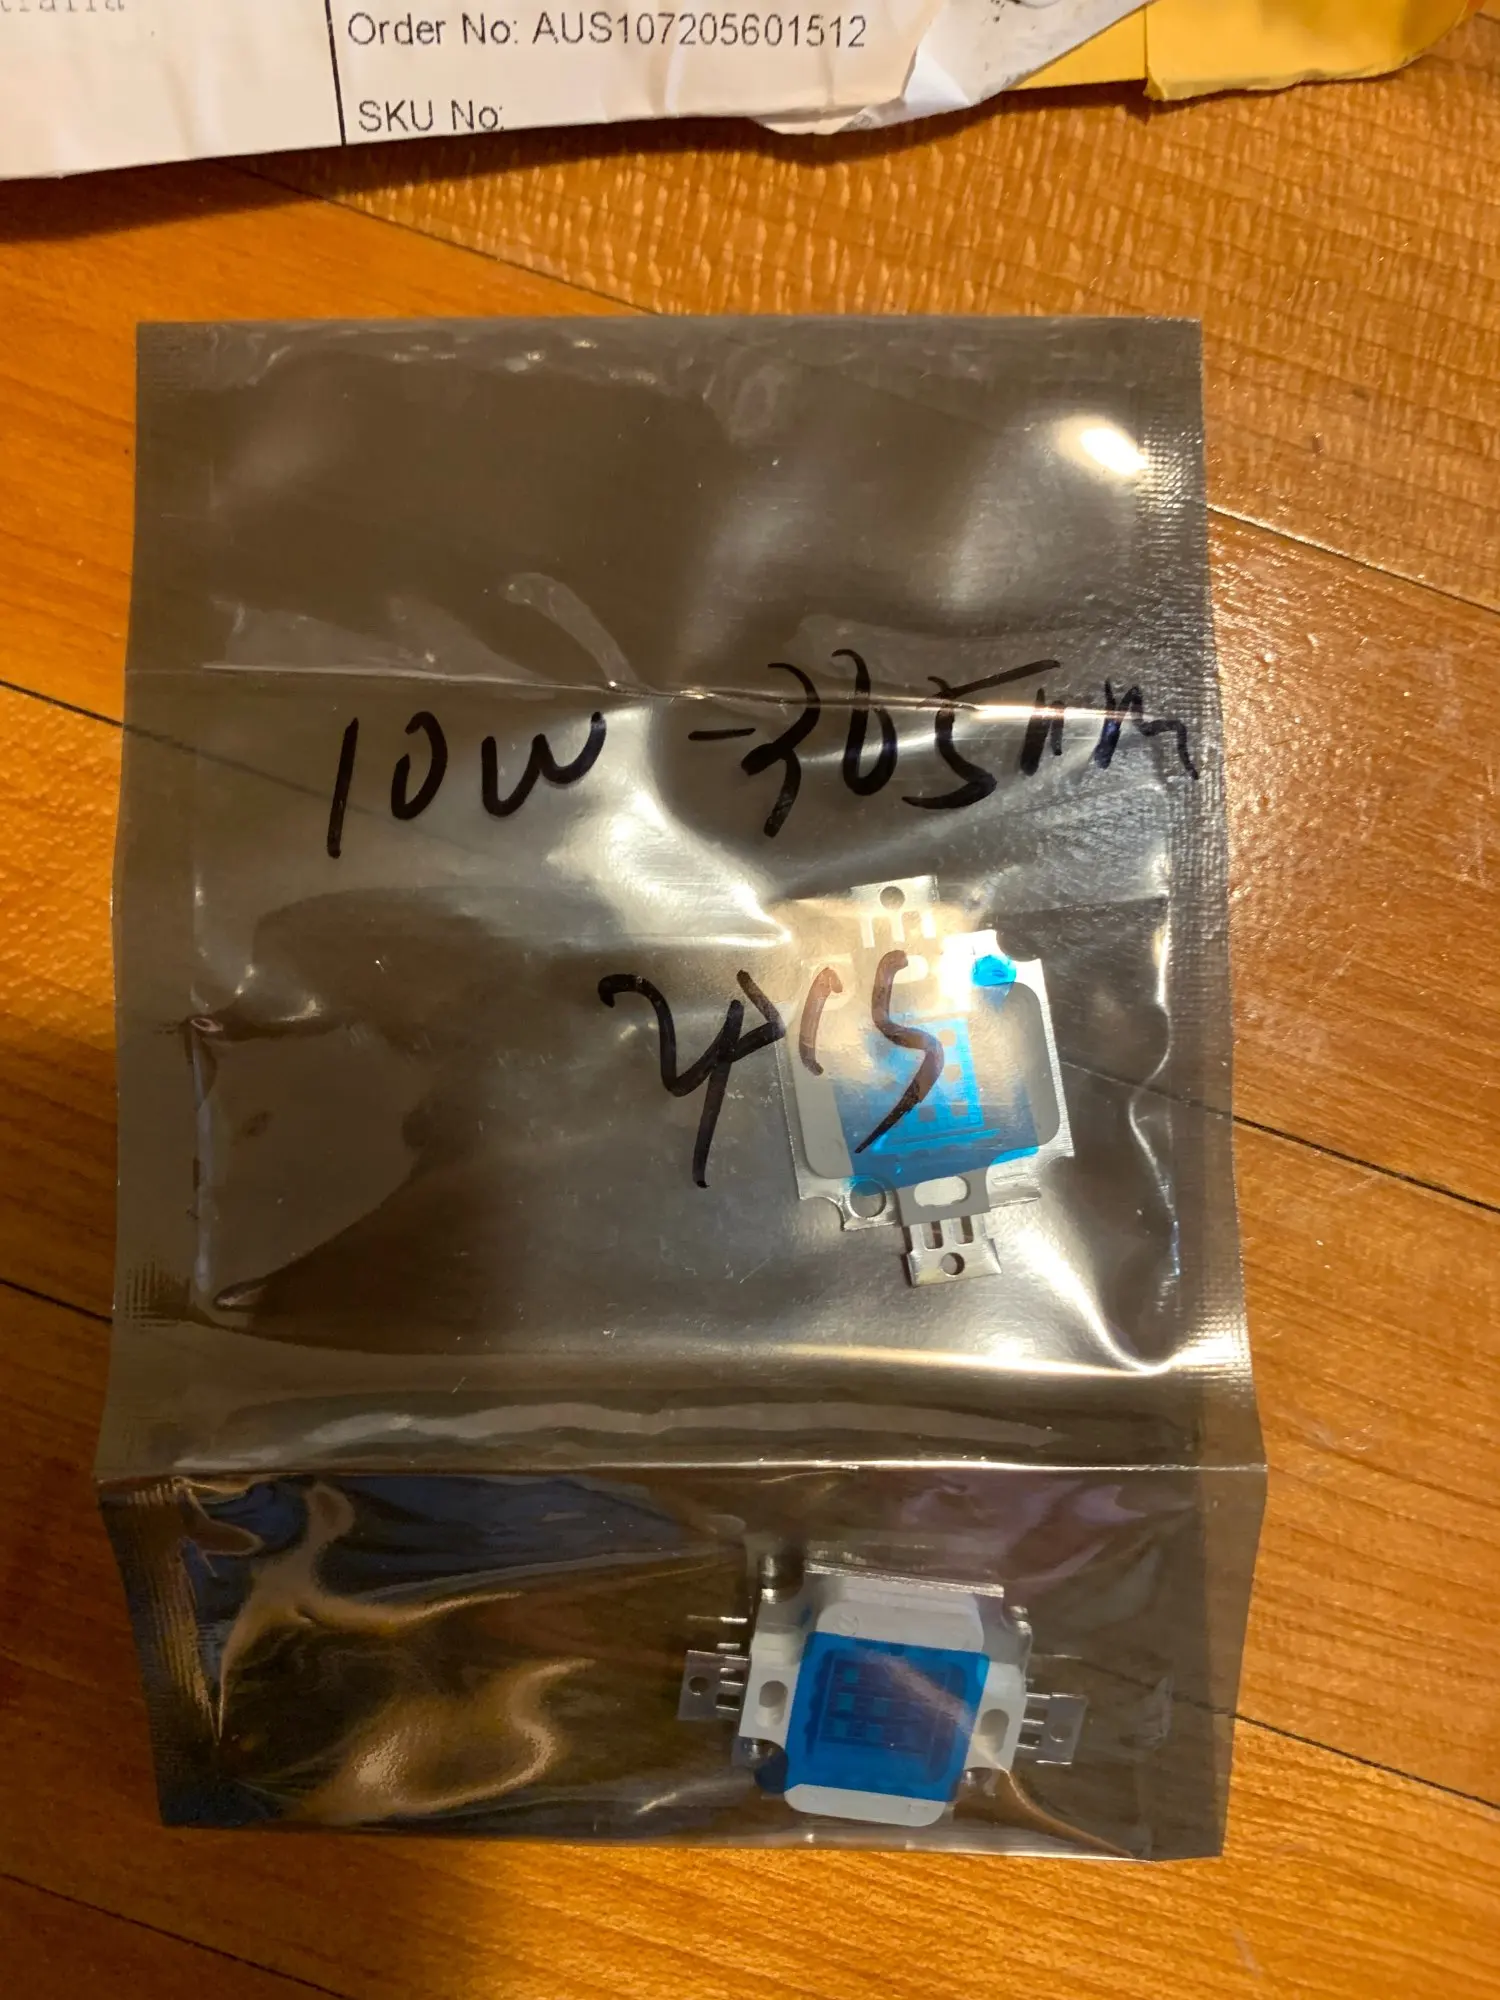 Order No: AUS107205601512
SKU No:
10W-365nm
2PCS